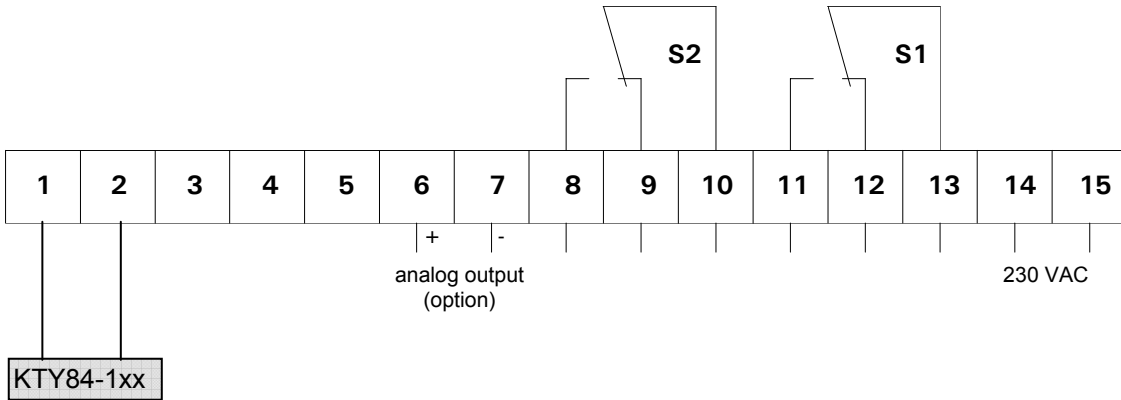 S2
S1
1 2 3 4 5 6 7 8 9 10 11 12 13 14 15
+ -
analog output
(option)
230 VAC
KTY84-1xx